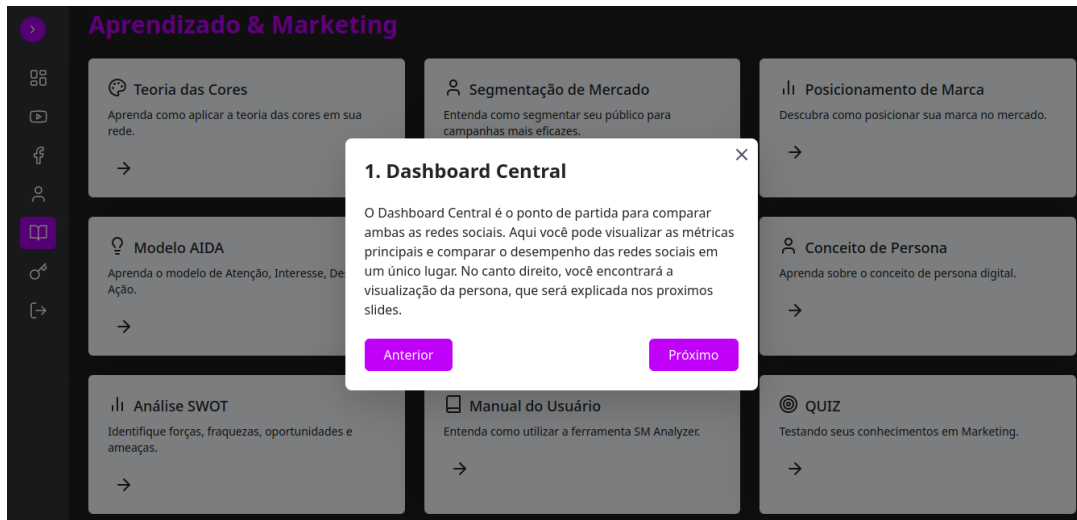 Aprendizado & Marketing
Teoria das Cores
Aprenda como aplicar a teoria das cores em sua
rede.
Segmentação de Mercado
Entenda como segmentar seu público para
campanhas mais eficazes.
Posicionamento de Marca
Descubra como posicionar sua marca no mercado.
1. Dashboard Central
O Dashboard Central é o ponto de partida para comparar
ambas as redes sociais. Aqui você pode visualizar as métricas
principais e comparar o desempenho das redes sociais em
um único lugar. No canto direito, você encontrará a
visualização da persona, que será explicada nos proximos
slides.
Anterior
Próximo
Modelo AIDA
Aprenda o modelo de Atenção, Interesse, De
Ação.
Conceito de Persona
Aprenda sobre o conceito de persona digital.
Análise SWOT
Identifique forças, fraquezas, oportunidades e
ameaças.
Manual do Usuário
Entenda como utilizar a ferramenta SM Analyzer.
QUIZ
Testando seus conhecimentos em Marketing.